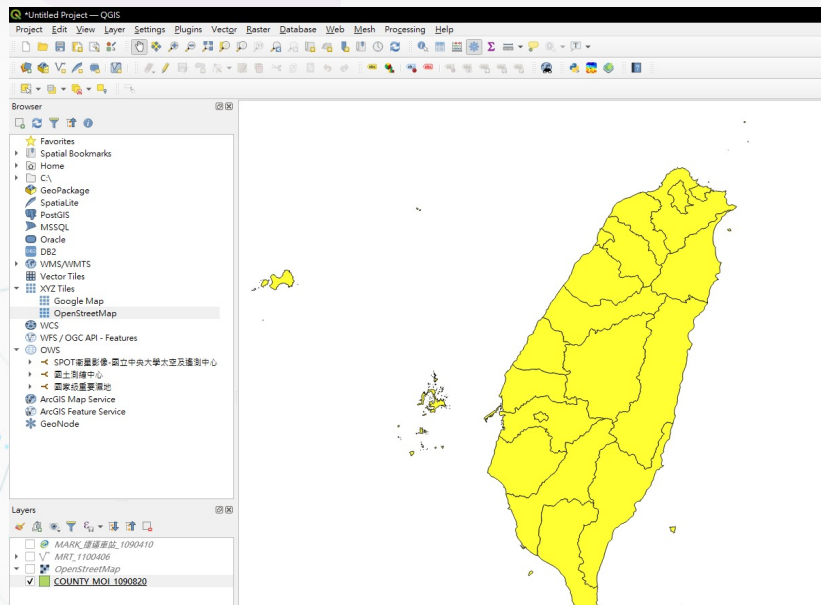 *Untitled Project — QGIS
Project Edit View Layer Settings Plugins Vector Raster Database Web Mesh Processing Help
Browser
Favorites
Spatial Bookmarks
Home
C:\
GeoPackage
SpatiaLite
PostGIS
MSSQL
Oracle
DB2
WMS/WMTS
Vector Tiles
XYZ Tiles
Google Map
OpenStreetMap
WCS
WFS / OGC API - Features
OWS
SPOT衛星影像-國立中央大學太空及遙測中心
國土測繪中心
國家級重要濕地
ArcGIS Map Service
ArcGIS Feature Service
GeoNode
Layers
MARK_捷運車站_1090410
MRT_1100406
OpenStreetMap
COUNTY_MOI_1090820